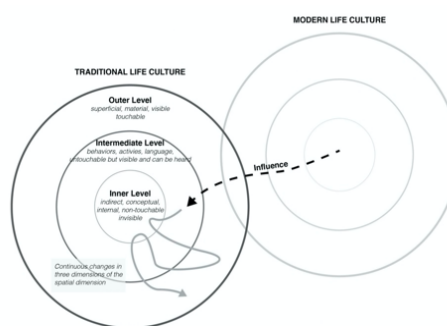 MODERN LIFE CULTURE
TRADITIONAL LIFE CULTURE
Outer Level
superficial, material, visible
touchable
Intermediate Level
behaviors, activies, language,
untouchable but visible and can be heard
Influence
Inner Level
indirect, conceptual,
internal, non-touchable
invisible
Continuous changes in
three dimensions of the
spatial dimension